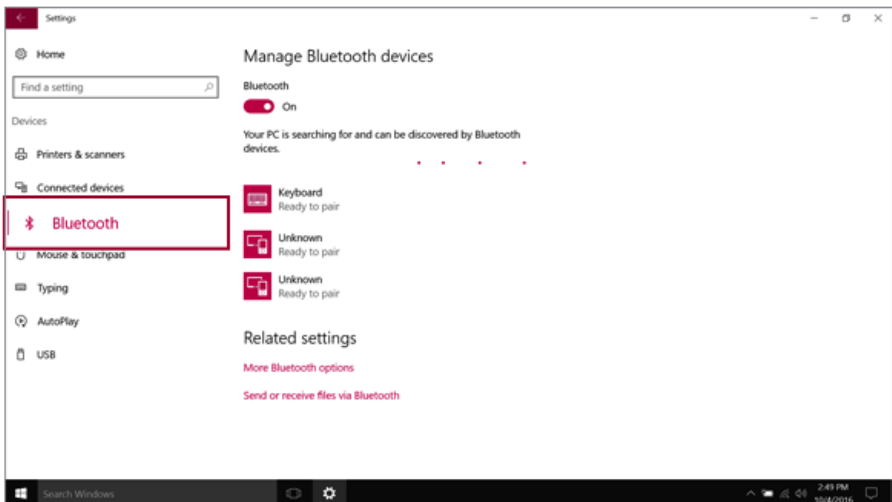 Settings
Home
Find a setting
Devices
Printers & scanners
Connected devices
Bluetooth
Mouse & touchpad
Typing
AutoPlay
USB
Manage Bluetooth devices
Bluetooth
On
Your PC is searching for and can be discovered by Bluetooth
devices.
Keyboard
Ready to pair
Unknown
Ready to pair
Unknown
Ready to pair
Related settings
More Bluetooth options
Send or receive files via Bluetooth
Search Windows
2:49 PM
10/4/2016